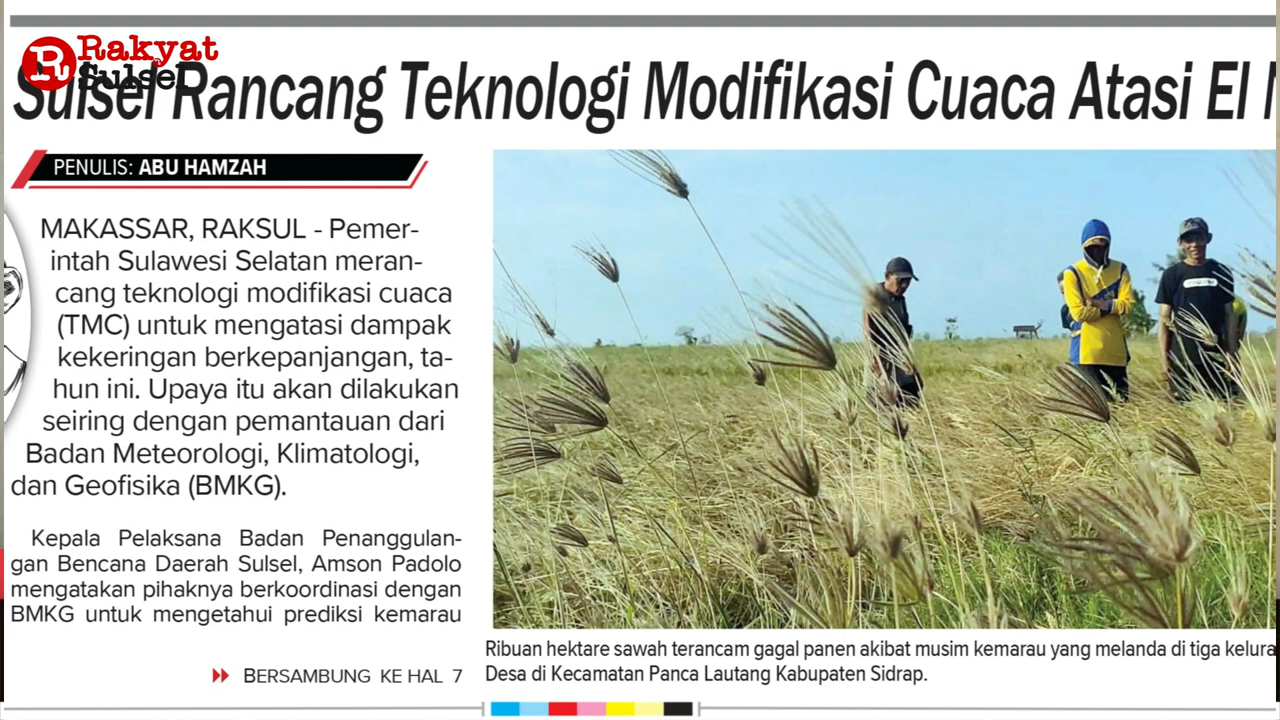 Rakyat
Sulsel
Sulsel Rancang Teknologi Modifikasi Cuaca Atasi El
PENULIS: ABU HAMZAH
MAKASSAR, RAKSUL - Pemer-
intah Sulawesi Selatan meran-
cang teknologi modifikasi cuaca
(TMC) untuk mengatasi dampak
kekeringan berkepanjangan, ta-
hun ini. Upaya itu akan dilakukan
seiring dengan pemantauan dari
Badan Meteorologi, Klimatologi,
dan Geofisika (BMKG).
Kepala Pelaksana Badan Penanggulan-
gan Bencana Daerah Sulsel, Amson Padolo
mengatakan pihaknya berkoordinasi dengan
BMKG untuk mengetahui prediksi kemarau
BERSAMBUNG KE HAL 7
Ribuan hektare sawah terancam gagal panen akibat musim kemarau yang melanda di tiga kelura
Desa di Kecamatan Panca Lautang Kabupaten Sidrap.